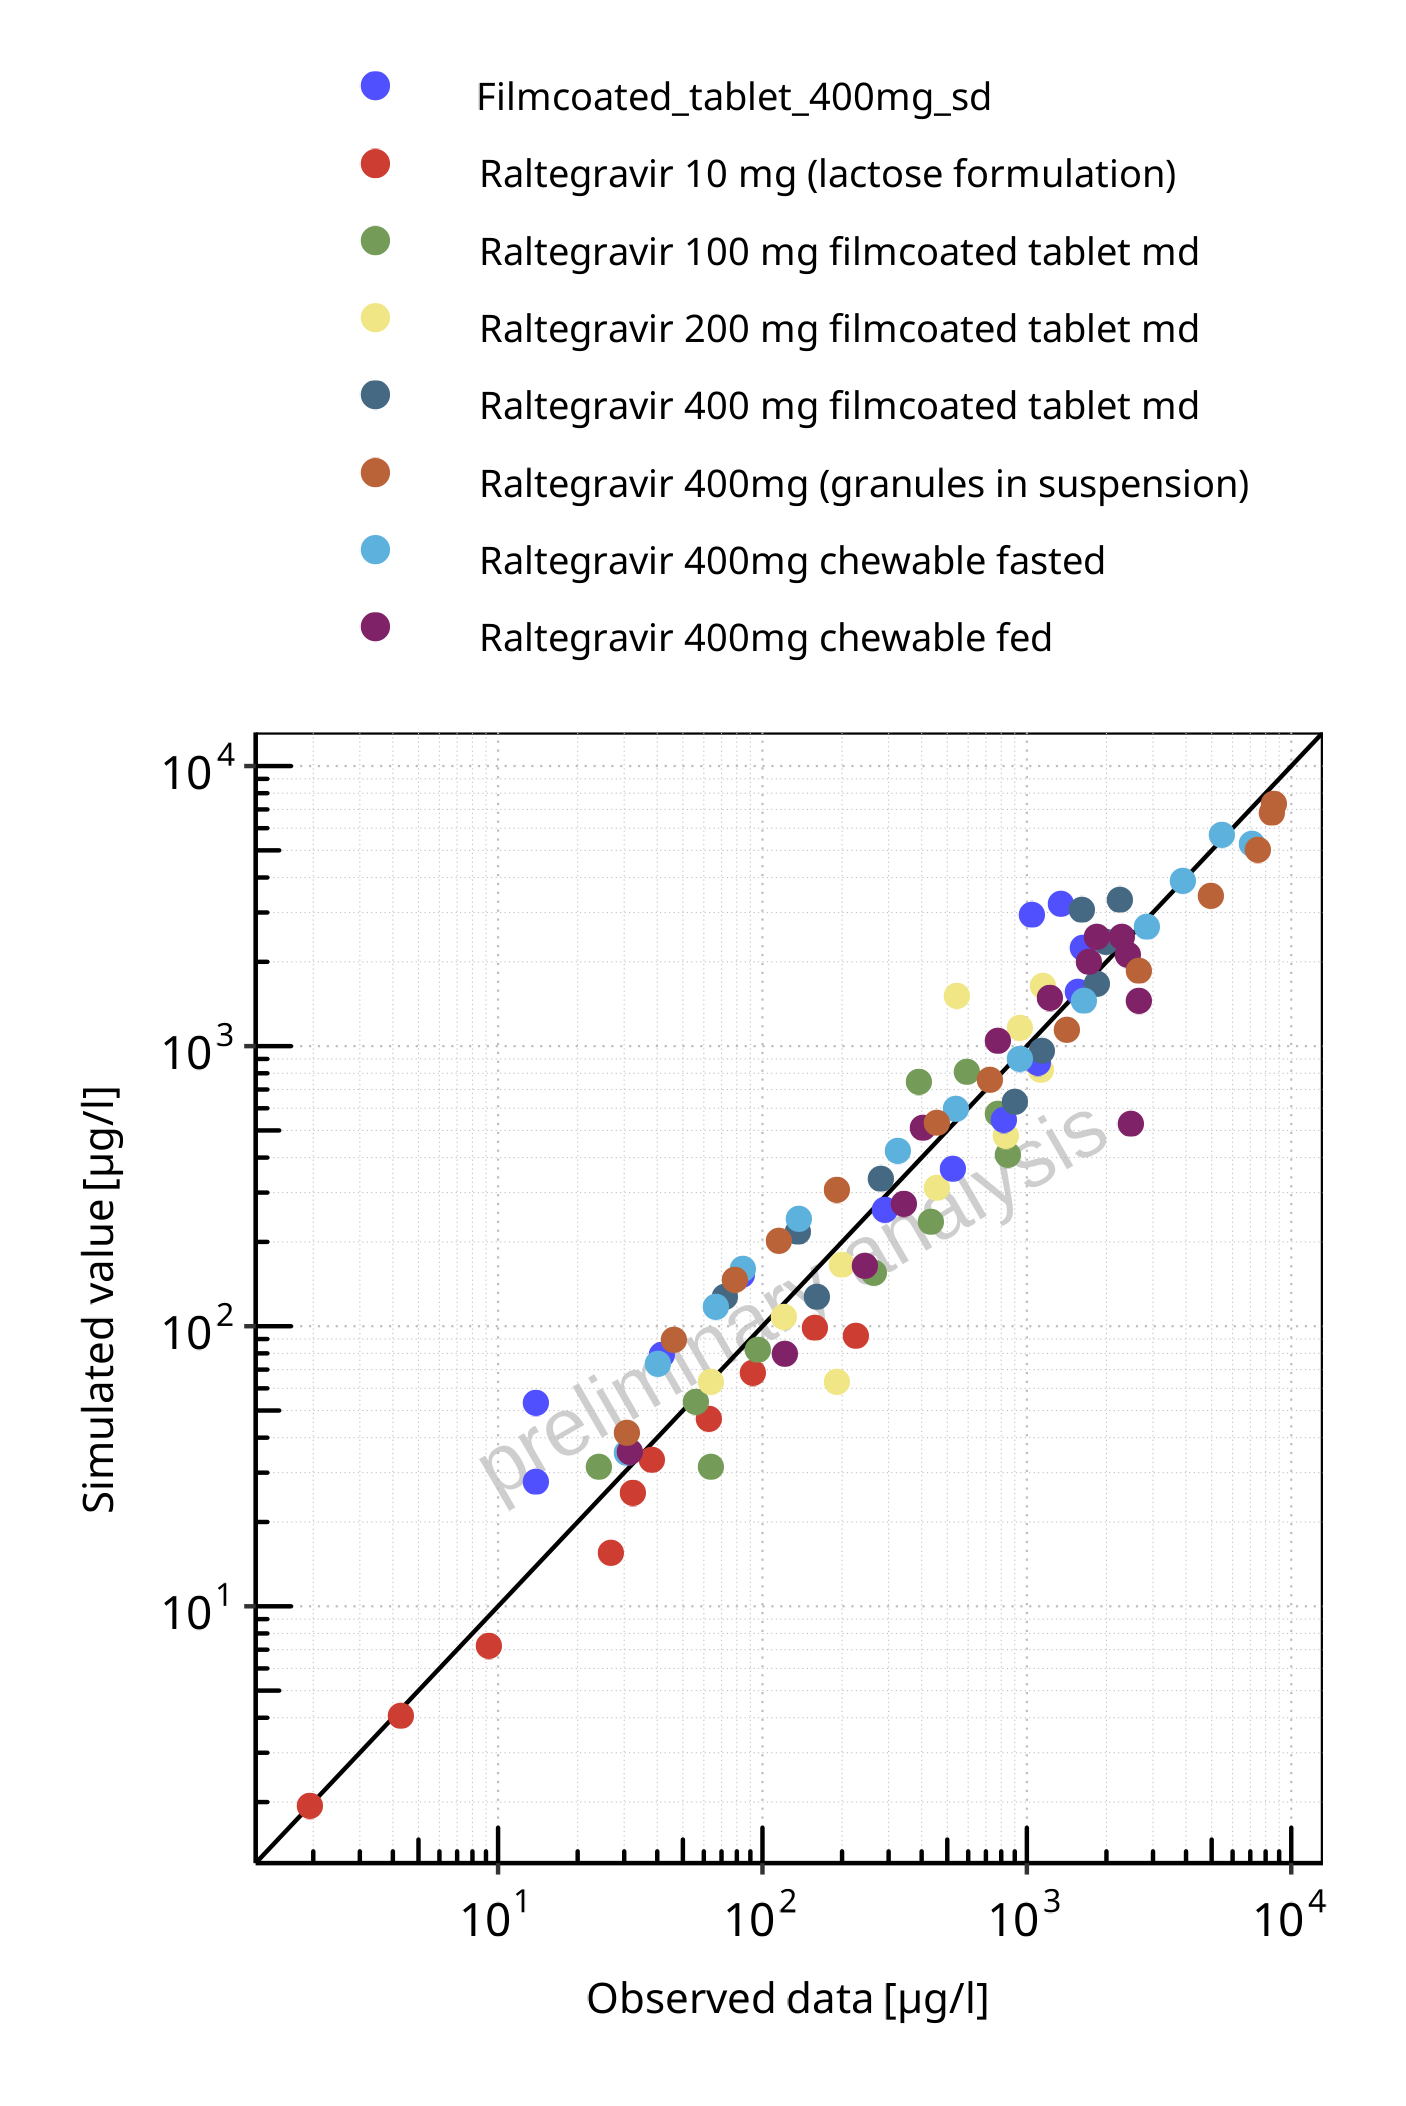 Filmcoated_tablet_400mg_sd
Raltegravir 10 mg (lactose formulation)
Raltegravir 100 mg filmcoated tablet md
Raltegravir 200 mg filmcoated tablet md
Raltegravir 400 mg filmcoated tablet md
Raltegravir 400mg (granules in suspension)
Raltegravir 400mg chewable fasted
Raltegravir 400mg chewable fed
10^4
10^3
10^2
10^1
Simulated value [µg/l]
preliminary analysis
10^1 10^2 10^3 10^4
Observed data [µg/l]